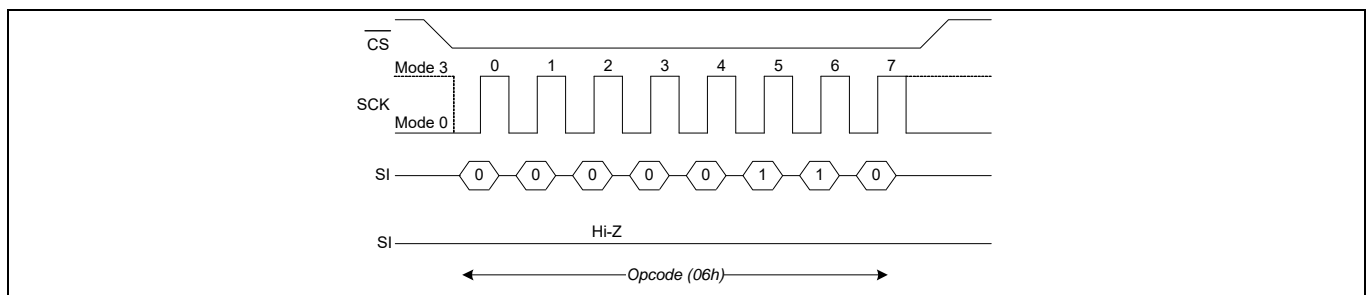 CS
Mode 3 0 1 2 3 4 5 6 7
SCK
Mode 0
SI 0 0 0 0 0 1 1 0
Hi-Z
SI
Opcode (06h)